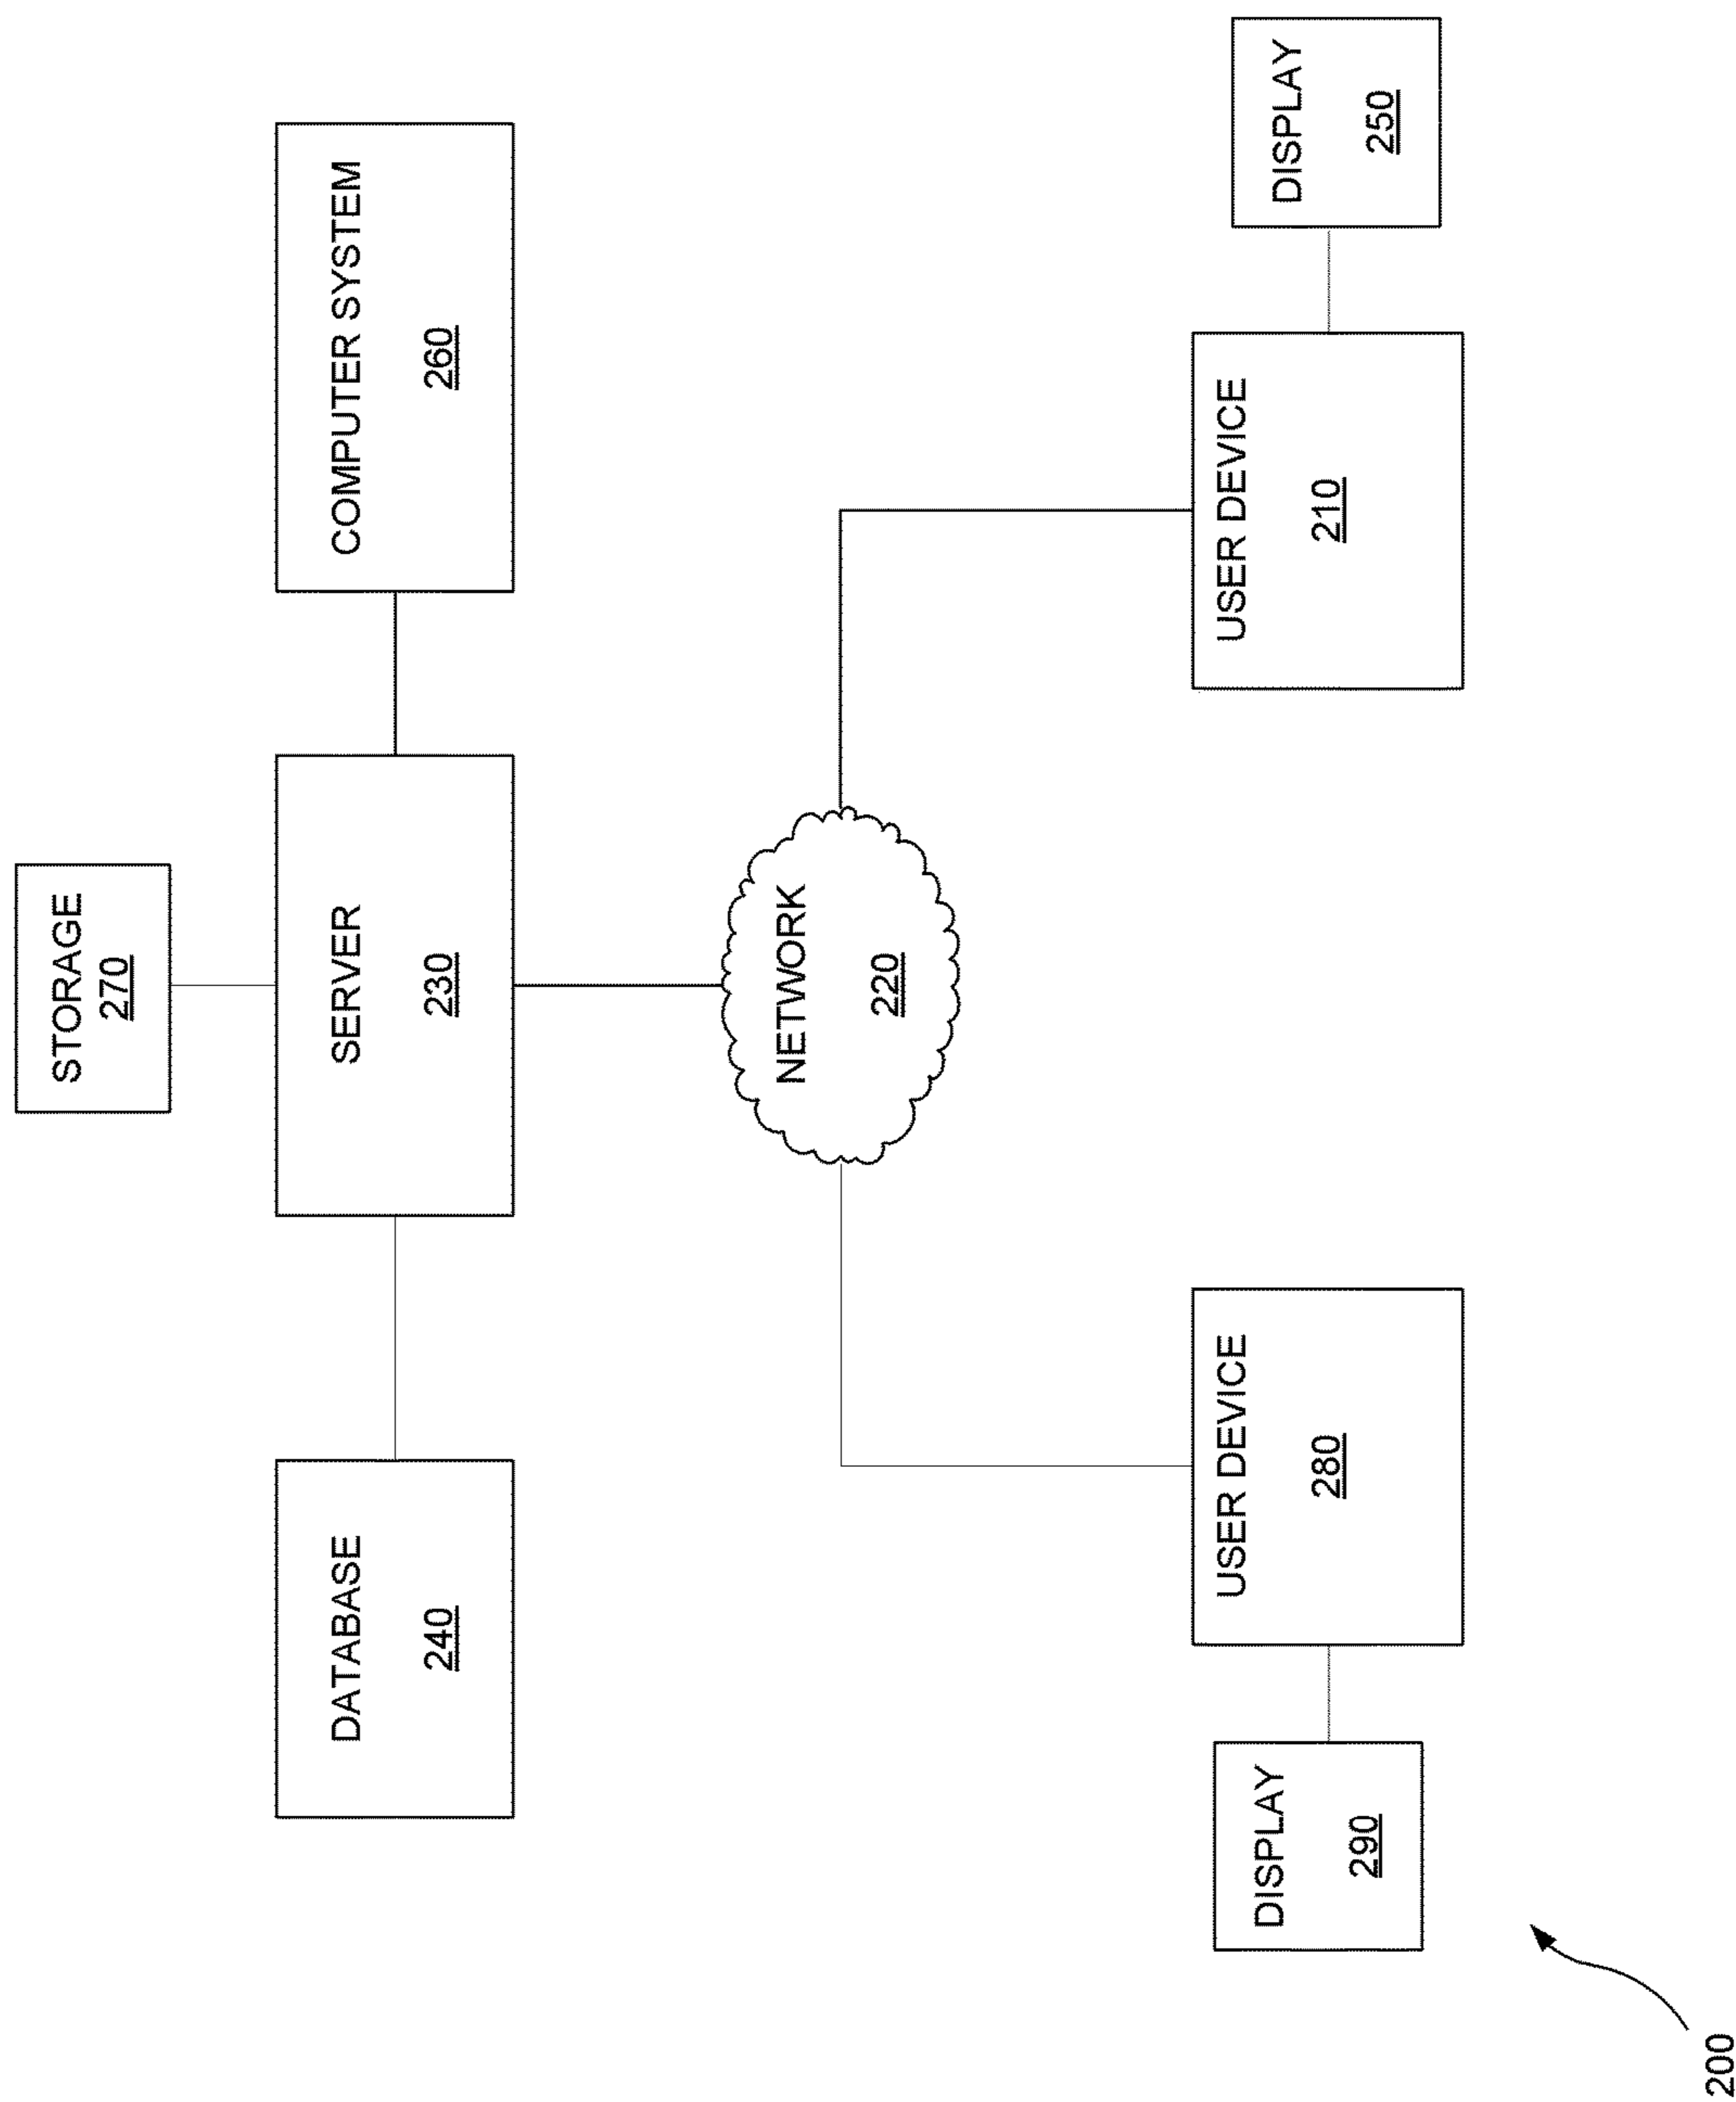 STORAGE
270
DATABASE
240
SERVER
230
COMPUTER SYSTEM
260
NETWORK
220
USER DEVICE
280
USER DEVICE
210
DISPLAY
290
DISPLAY
250
200